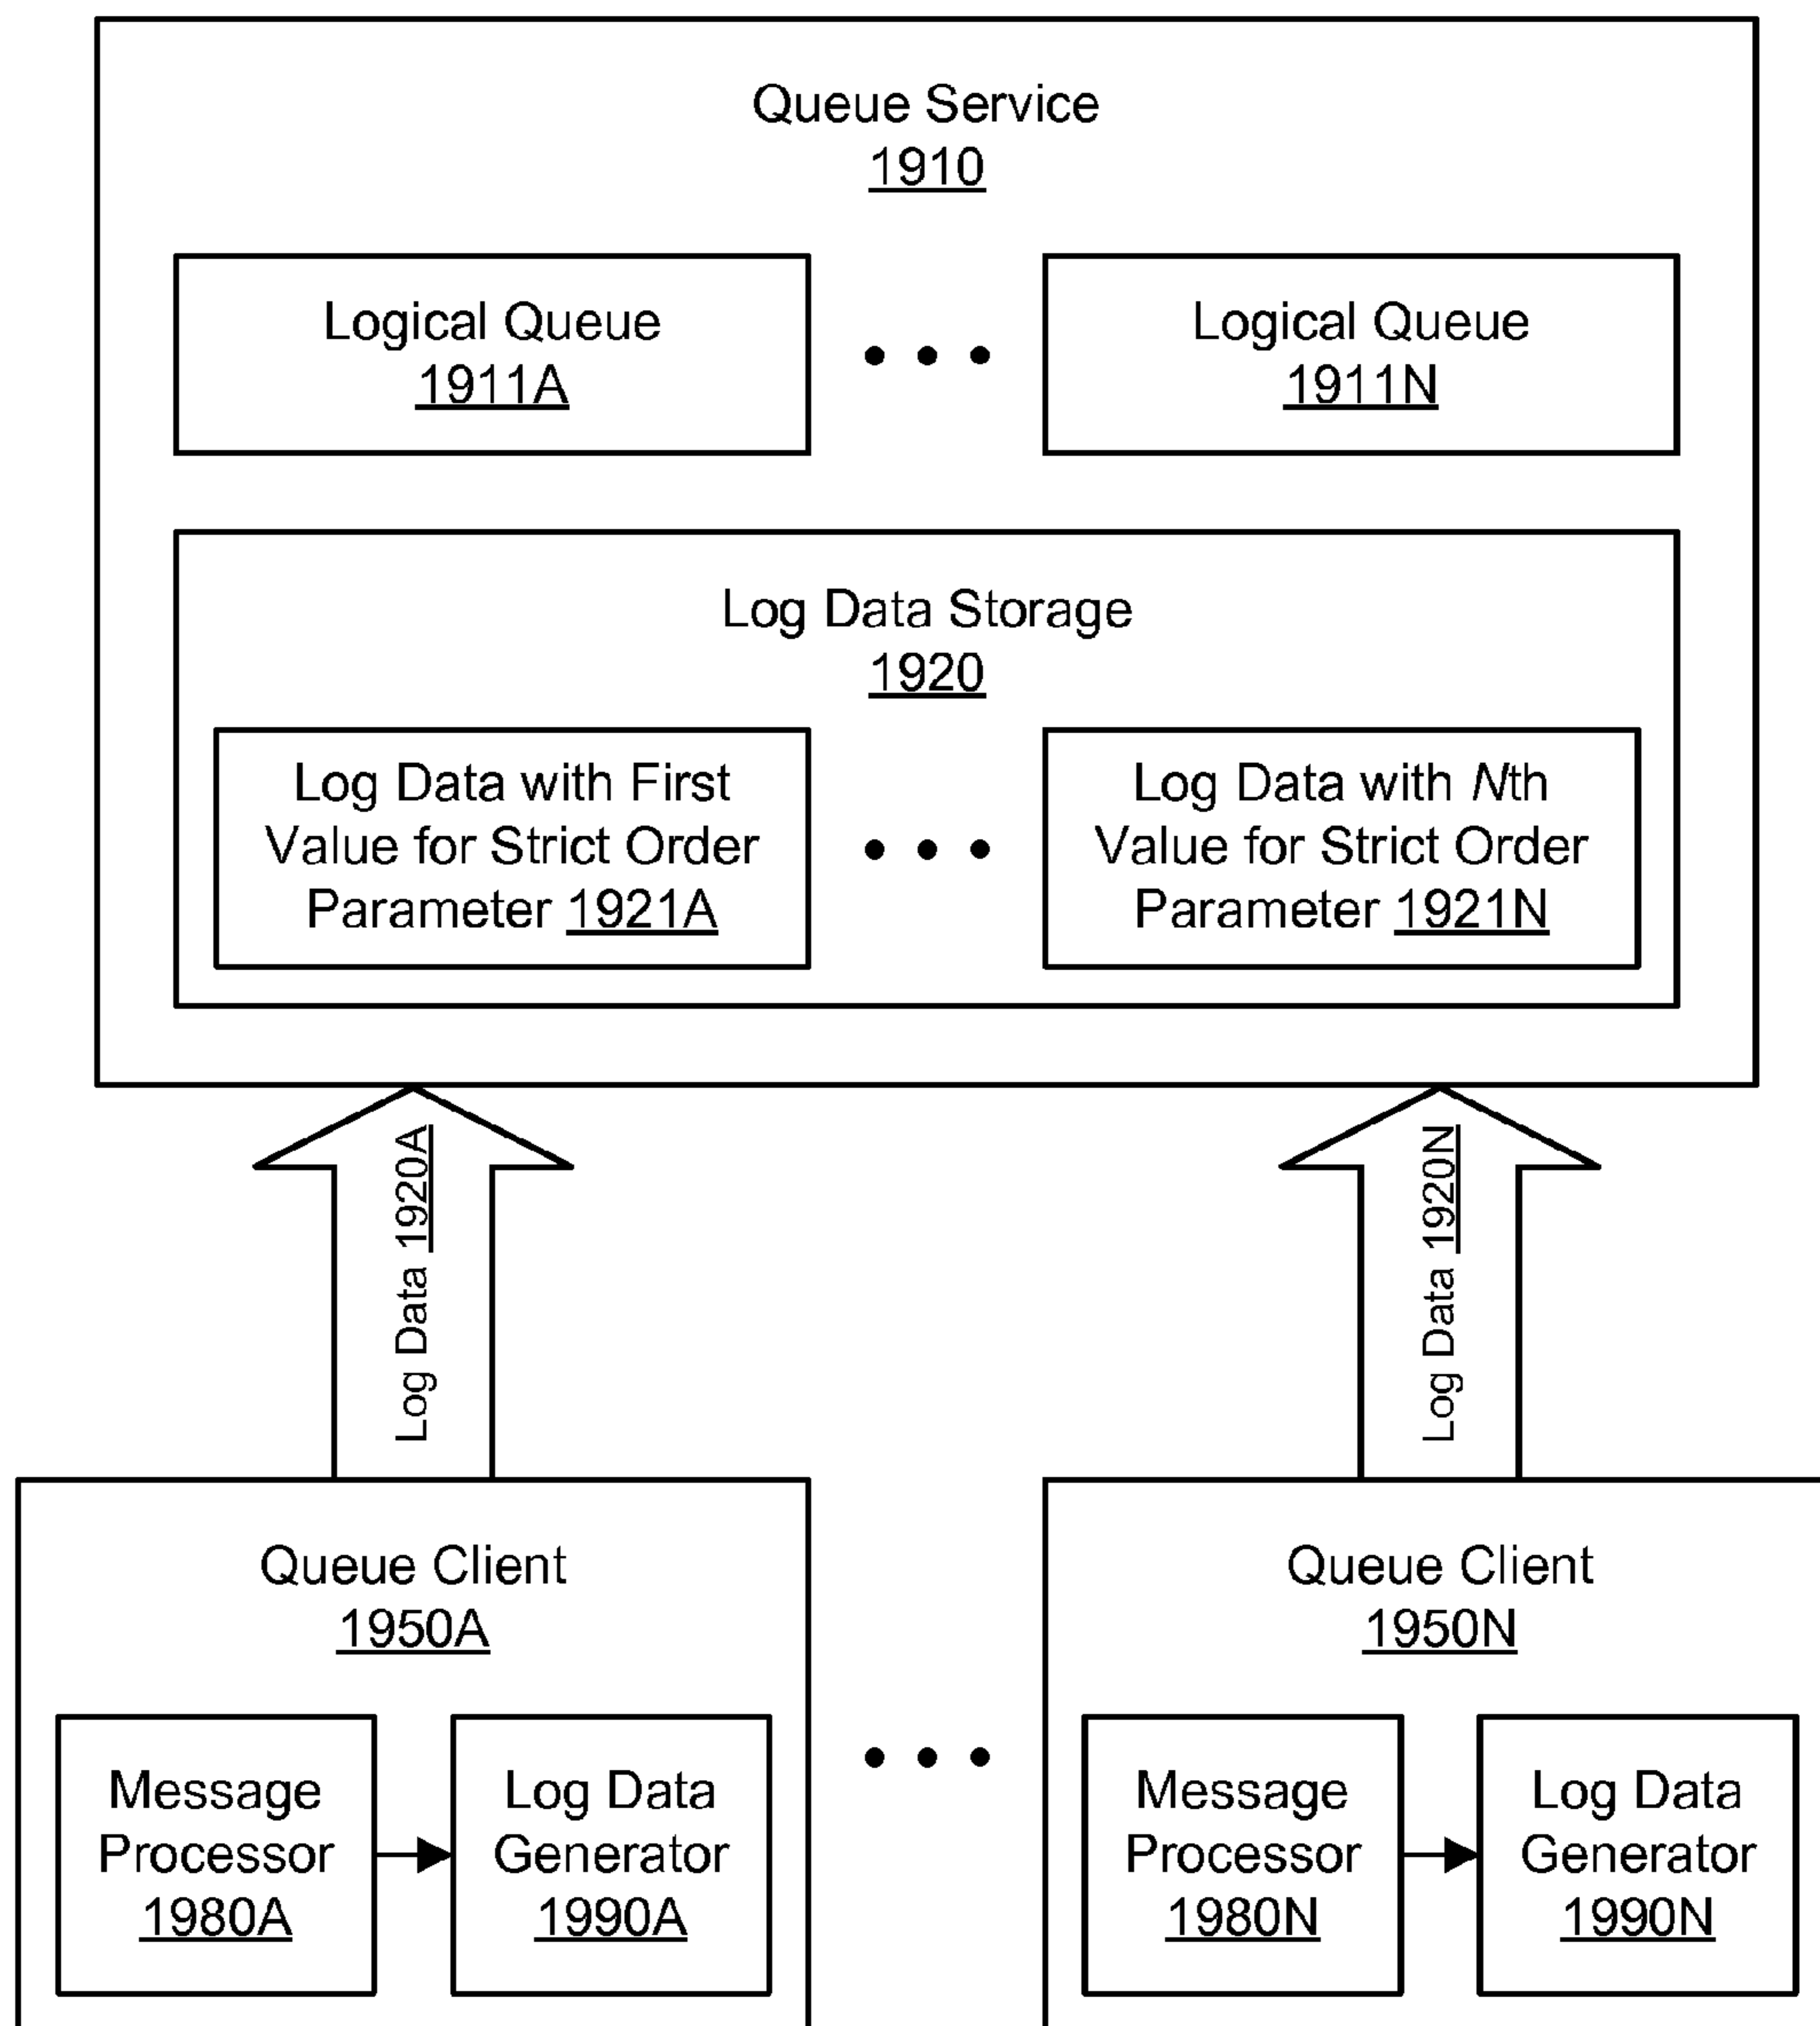 Queue Service
1910
Logical Queue
1911A
Logical Queue
1911N
Log Data Storage
1920
Log Data with First
Value for Strict Order
Parameter 1921A
Log Data with Nth
Value for Strict Order
Parameter 1921N
Log Data 1920A
Log Data 1920N
Queue Client
1950A
Message
Processor
1980A
Log Data
Generator
1990A
Queue Client
1950N
Message
Processor
1980N
Log Data
Generator
1990N